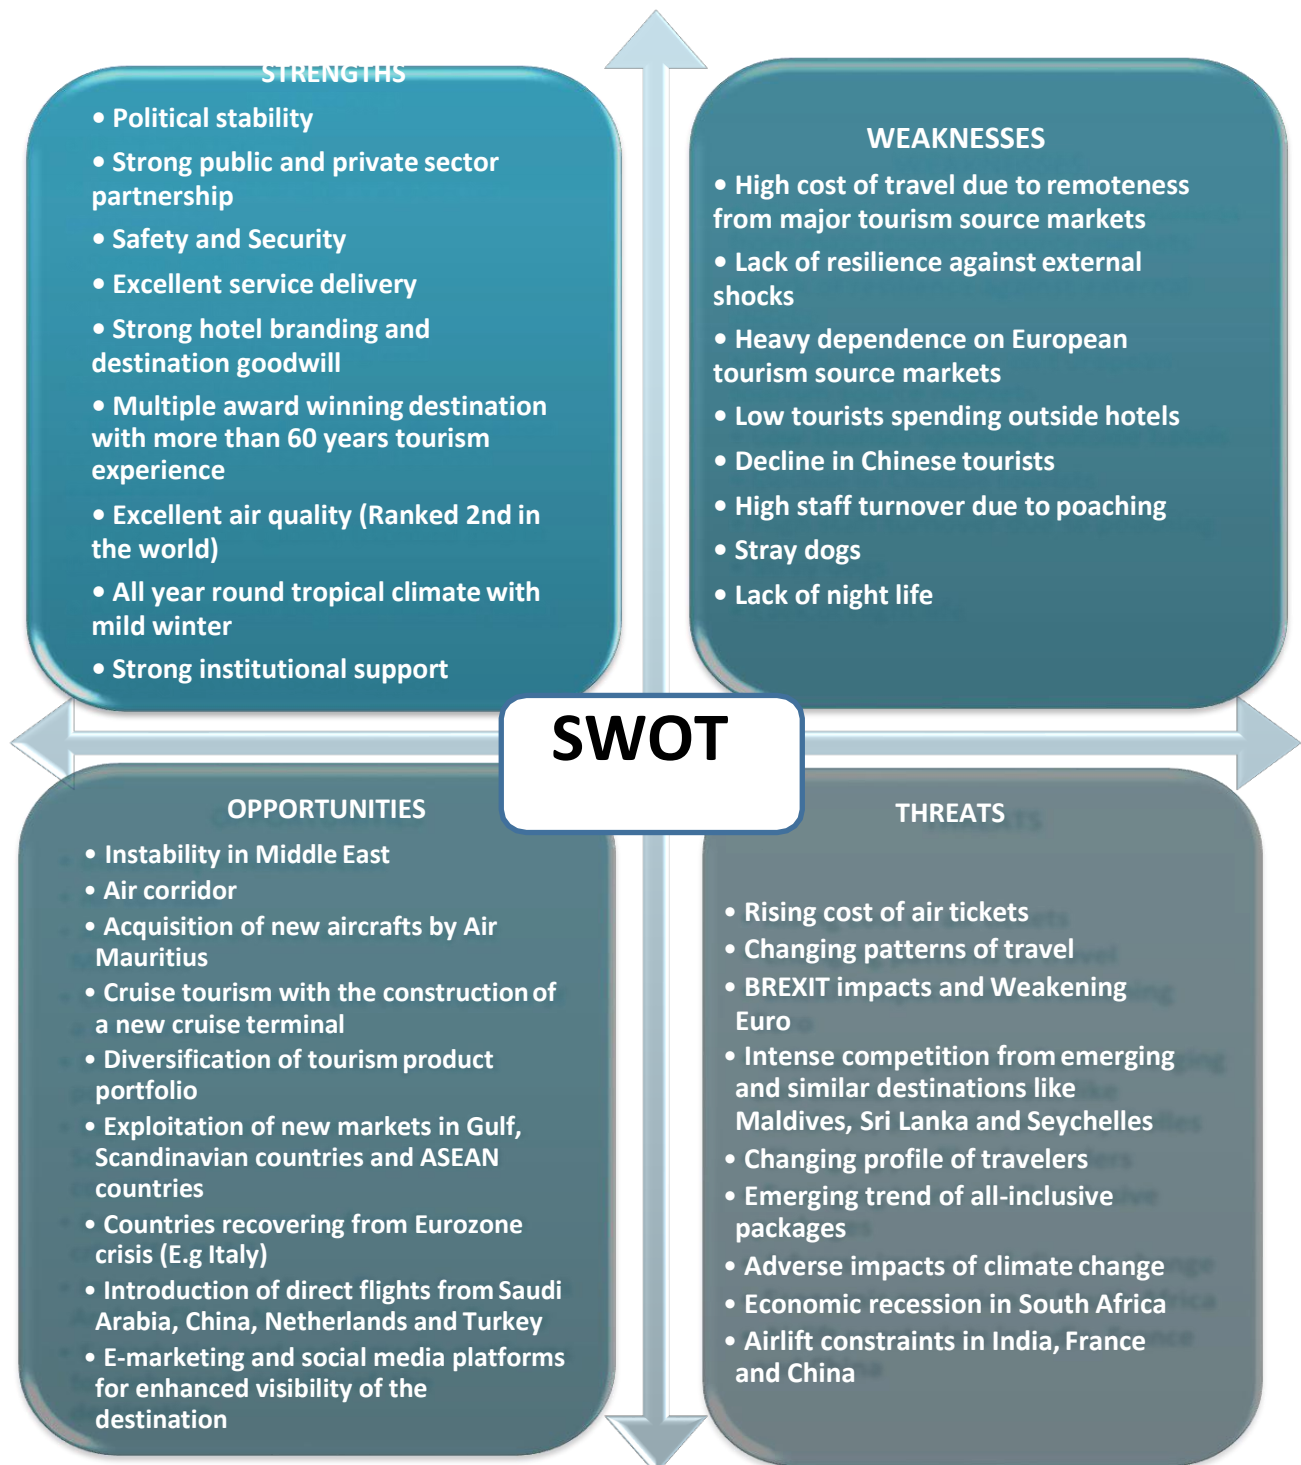 STRENGTHS
• Political stability
• Strong public and private sector
partnership
• Safety and Security
• Excellent service delivery
• Strong hotel branding and
destination goodwill
• Multiple award winning destination
with more than 60 years tourism
experience
• Excellent air quality (Ranked 2nd in
the world)
• All year round tropical climate with
mild winter
• Strong institutional support
WEAKNESSES
• High cost of travel due to remoteness
from major tourism source markets
• Lack of resilience against external
shocks
• Heavy dependence on European
tourism source markets
• Low tourists spending outside hotels
• Decline in Chinese tourists
• High staff turnover due to poaching
• Stray dogs
• Lack of night life
SWOT
OPPORTUNITIES
• Instability in Middle East
• Air corridor
• Acquisition of new aircrafts by Air
Mauritius
• Cruise tourism with the construction of
a new cruise terminal
• Diversification of tourism product
portfolio
• Exploitation of new markets in Gulf,
Scandinavian countries and ASEAN
countries
• Countries recovering from Eurozone
crisis (E.g Italy)
• Introduction of direct flights from Saudi
Arabia, China, Netherlands and Turkey
• E-marketing and social media platforms
for enhanced visibility of the
destination
THREATS
• Rising cost of air tickets
• Changing patterns of travel
• BREXIT impacts and Weakening
Euro
• Intense competition from emerging
and similar destinations like
Maldives, Sri Lanka and Seychelles
• Changing profile of travelers
• Emerging trend of all-inclusive
packages
• Adverse impacts of climate change
• Economic recession in South Africa
• Airlift constraints in India, France
and China